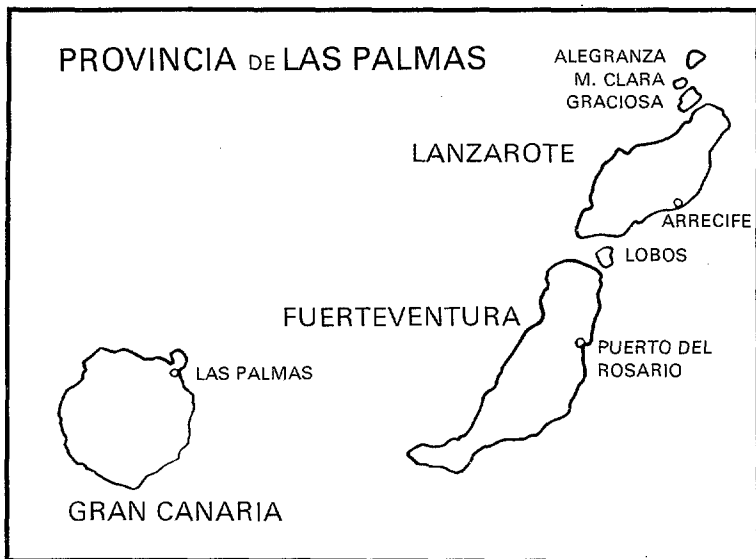 PROVINCIA DE LAS PALMAS
ALEGRANZA
M. CLARA
GRACIOSA
LANZAROTE
ARRECIFE
LOBOS
FUERTEVENTURA
PUERTO DEL
ROSARIO
LAS PALMAS
GRAN CANARIA